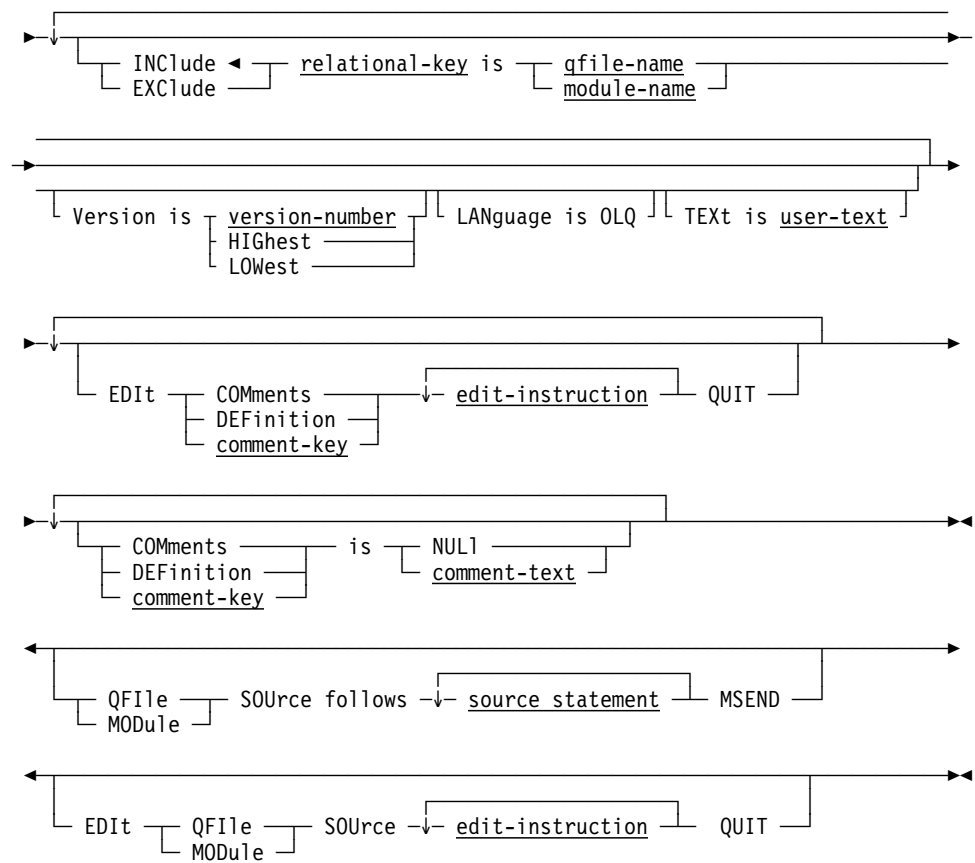 INClude relational-key is qfile-name
EXClude module-name
Version is version-number LANguage is OLQ TEXt is user-text
HIGhest
LOWest
EDIt COMments edit-instruction QUIT
DEFinition
comment-key
COMments is NULl
DEFinition comment-text
comment-key
QFIle SOUrce follows source statement MSEND
MODule
EDIt QFIle SOUrce edit-instruction QUIT
MODule